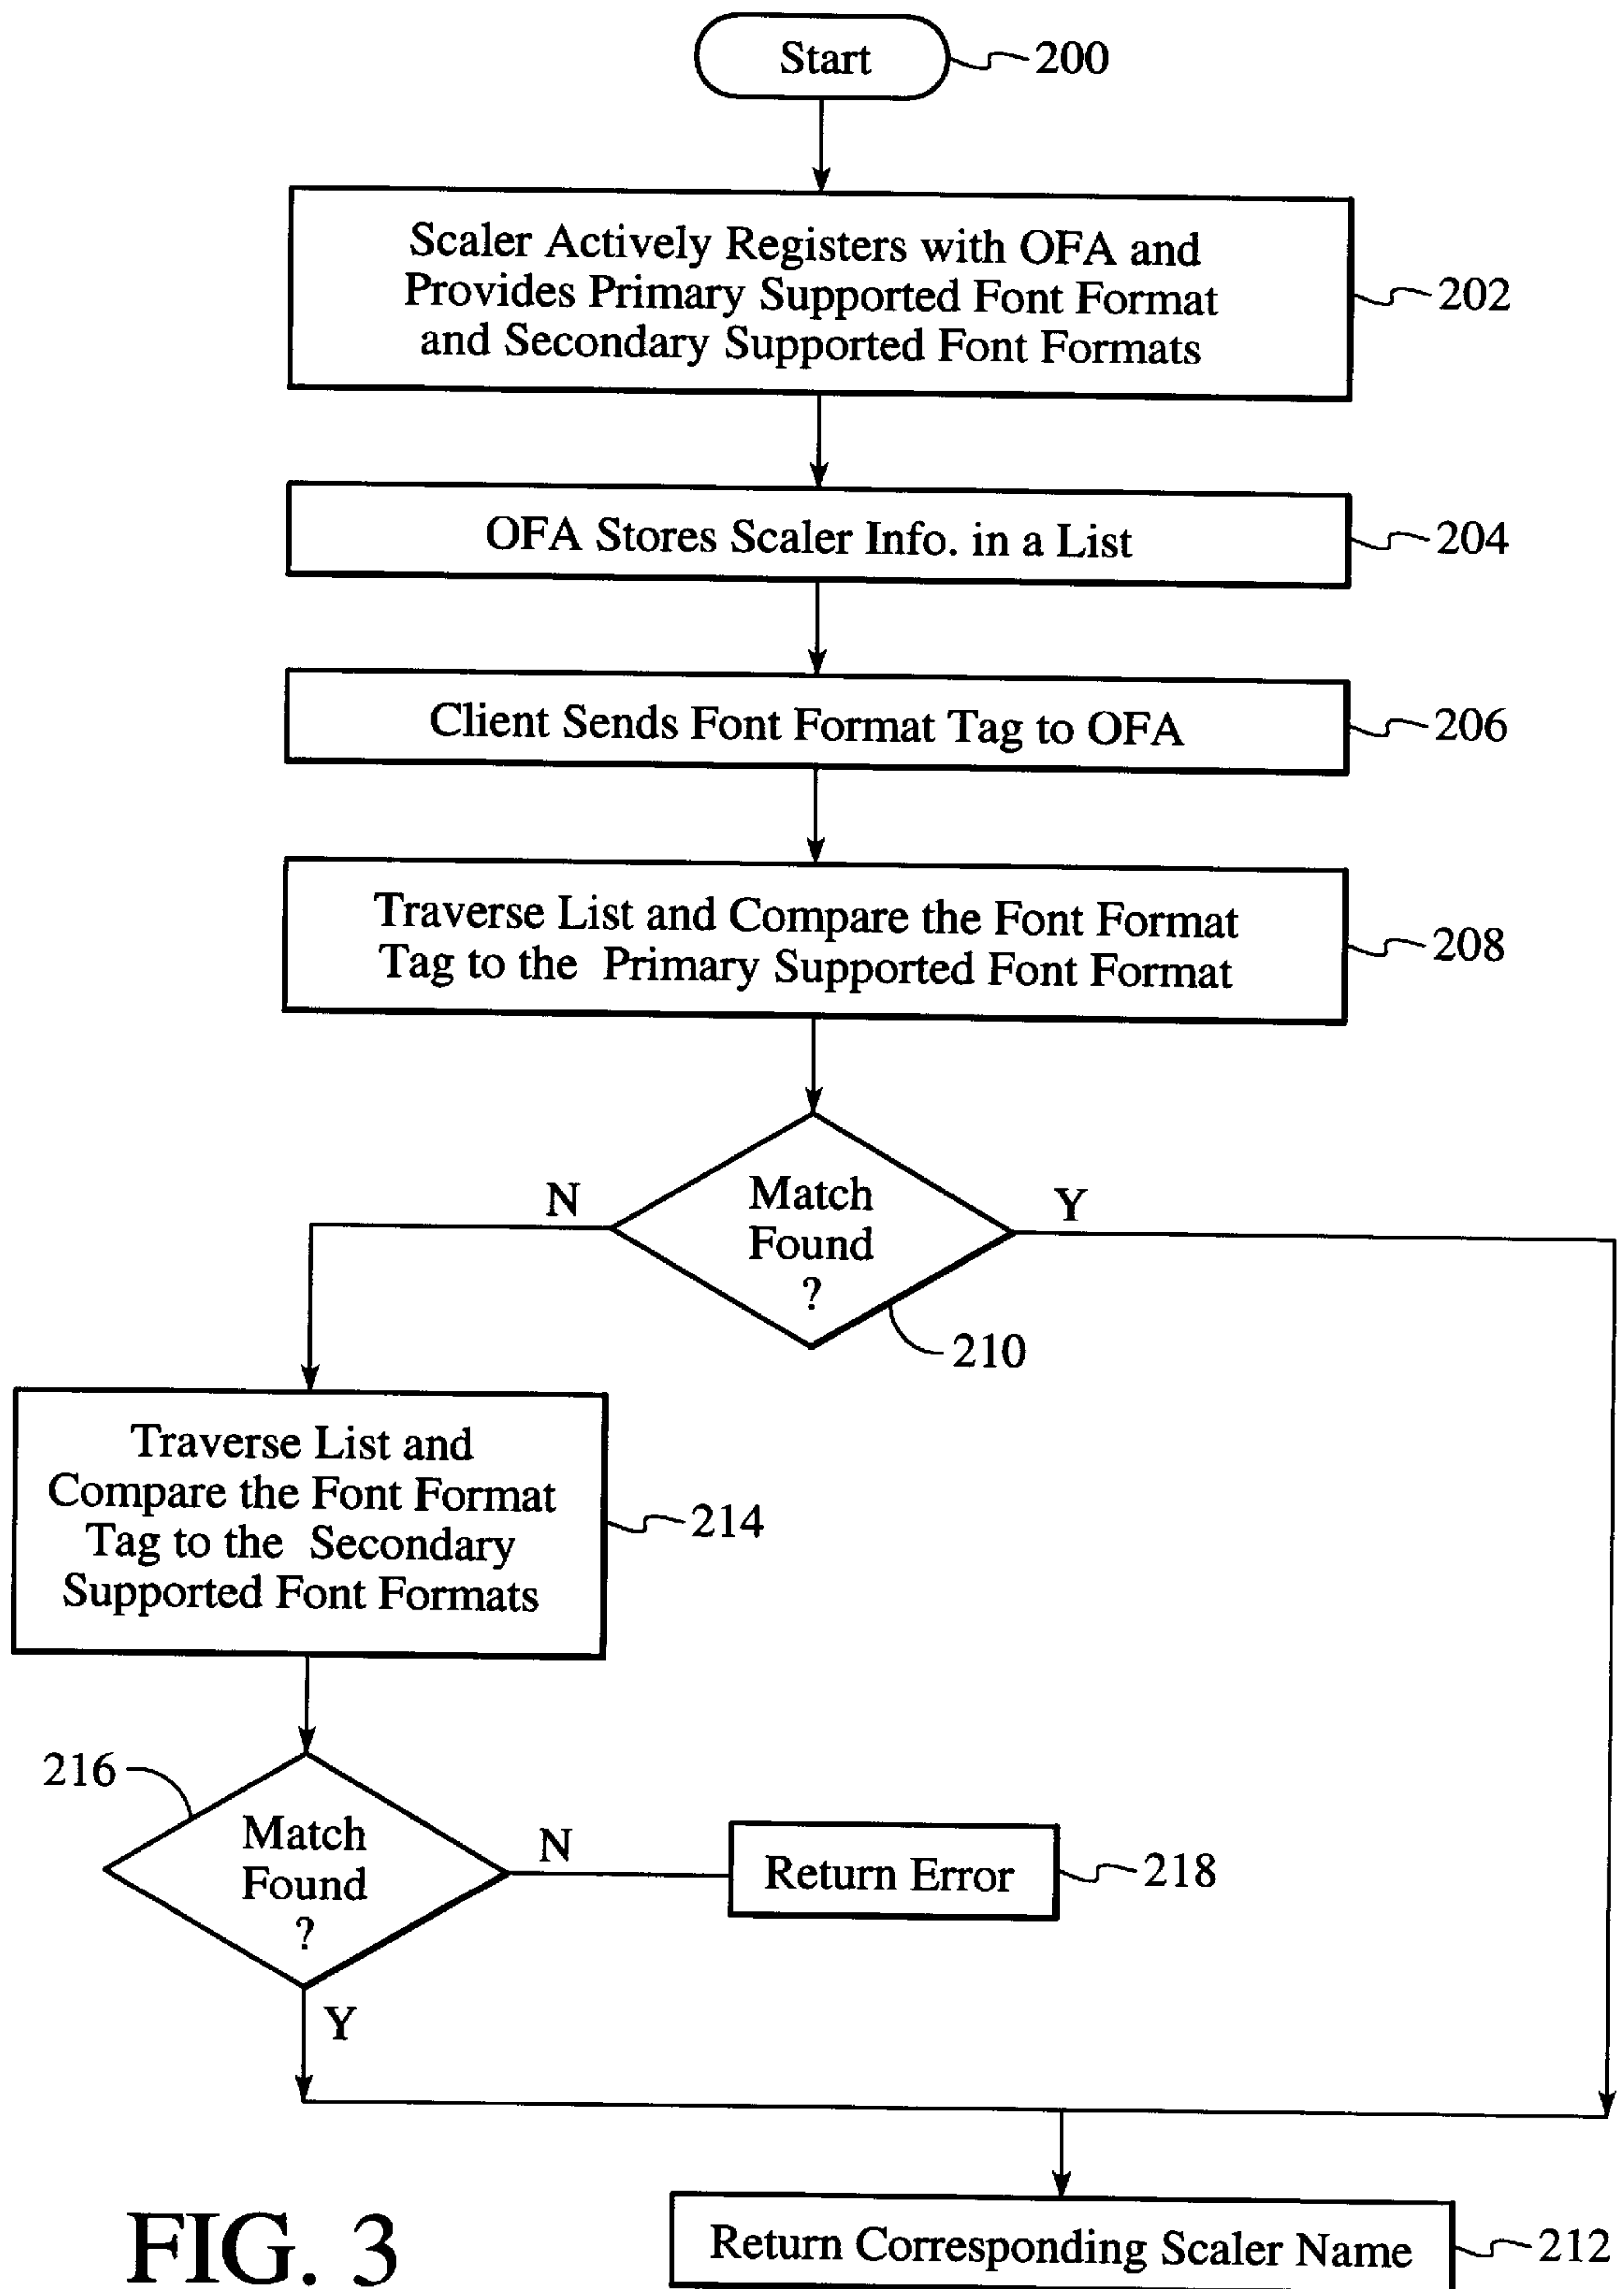 Start
200
Scaler Actively Registers with OFA and
Provides Primary Supported Font Format
and Secondary Supported Font Formats
202
OFA Stores Scaler Info. in a List
204
Client Sends Font Format Tag to OFA
206
Traverse List and Compare the Font Format
Tag to the Primary Supported Font Format
208
Match
Found
?
N
Y
210
Traverse List and
Compare the Font Format
Tag to the Secondary
Supported Font Formats
214
216
Match
Found
?
N
Return Error
218
Y
Return Corresponding Scaler Name
212
FIG. 3